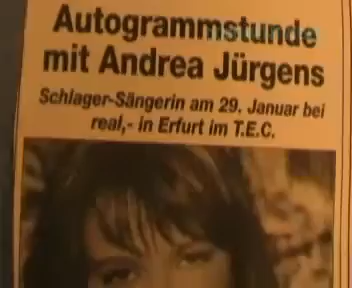 Autogrammstunde
mit Andrea Jürgens
Schlager-Sängerin am 29. Januar bei
real,- in Erfurt im T.E.C.